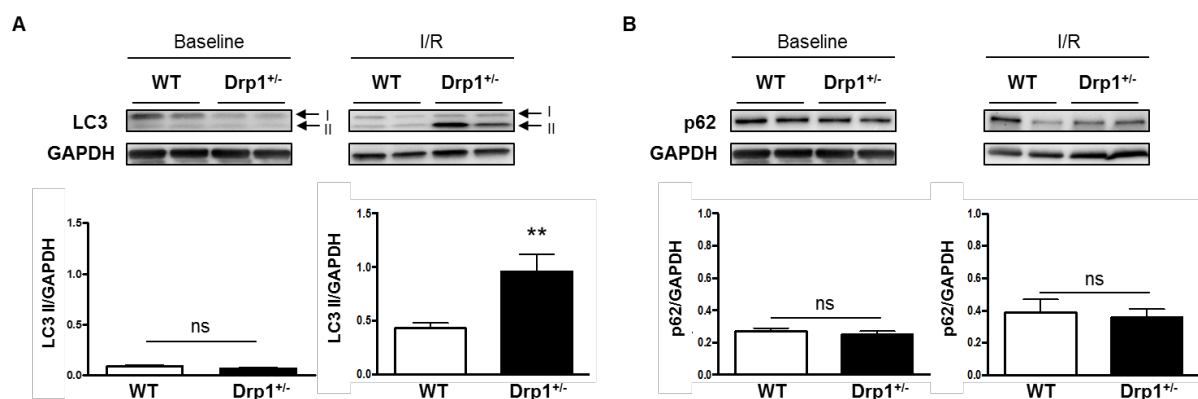 A
Baseline
I/R
WT Drp1+/-
WT Drp1+/-
LC3
I
II
I
II
GAPDH
LC3 II/GAPDH
1.5
1.0
0.5
0.0
ns
WT Drp1+/-
LC3 II/GAPDH
1.5
1.0
0.5
0.0
**
WT Drp1+/-
B
Baseline
I/R
WT Drp1+/-
WT Drp1+/-
p62
GAPDH
p62/GAPDH
1.0
0.8
0.6
0.4
0.2
0.0
ns
WT Drp1+/-
p62/GAPDH
1.0
0.8
0.6
0.4
0.2
0.0
ns
WT Drp1+/-